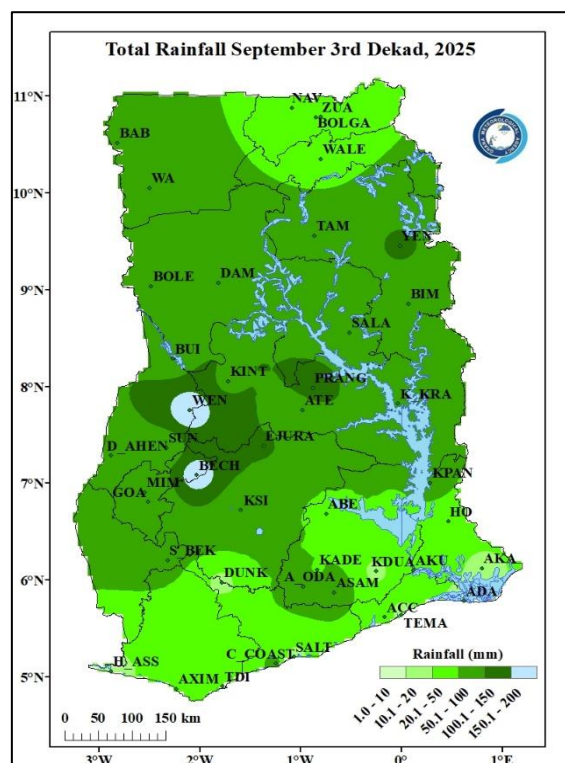 Total Rainfall September 3rd Dekad, 2025
11°N
10°N
9°N
8°N
7°N
6°N
5°N
NAV
ZUA
BOLGA
BAB
WALE
WA
TAM
YEN
BOLE
DAM
BIM
SALA
BUI
KINT
PRANG
WEN
ATE
K_KRA
SUN
EJURA
D_AHEN
BECH
KPAN
MIM
GOA
KSI
ABE
HO
S_BEK
KADE
KDUA
AKU
AKA
DUNK
A_ODA
ASAM
ADA
ACC
TEMA
C_COAST
SALT
H_ASS
AXIM
TDI
Rainfall (mm)
1.0 - 10
10.1 - 20
20.1 - 50
50.1 - 100
100.1 - 150
150.1 - 200
0 50 100 150 km
3°W
2°W
1°W
0°
1°E